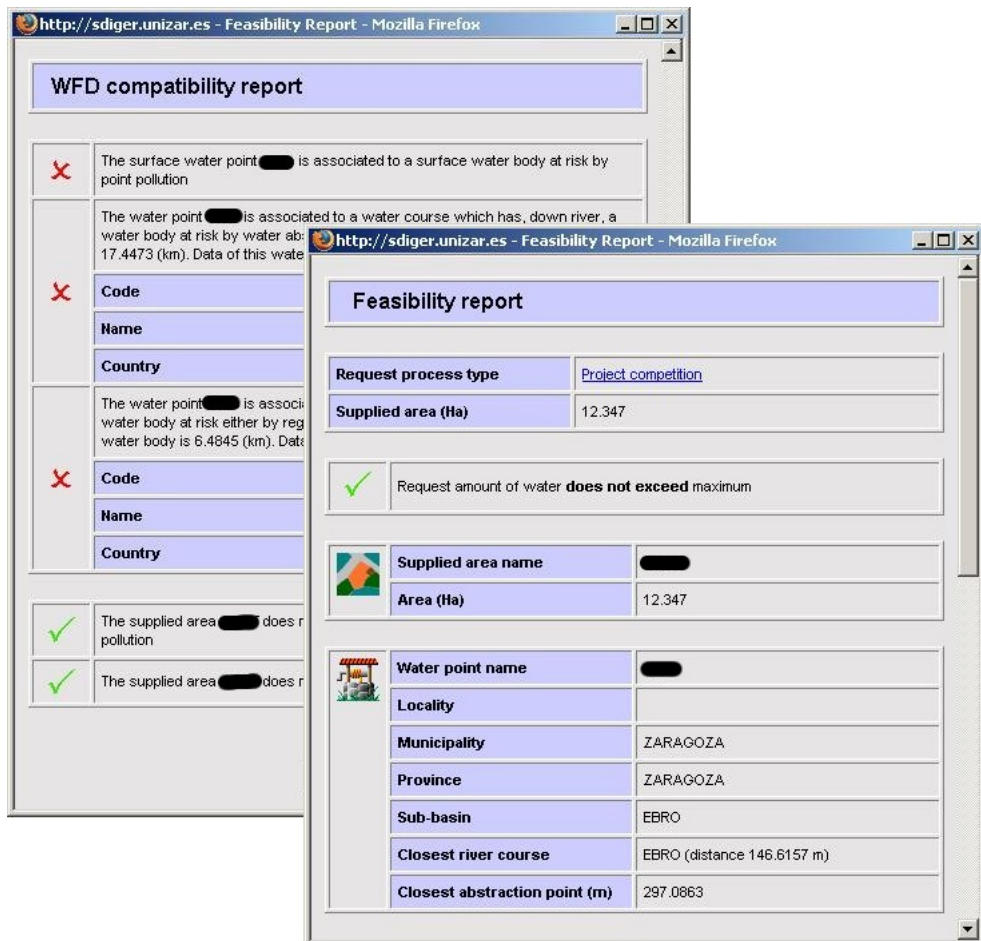 http://sdiger.unizar.es - Feasibility Report - Mozilla Firefox
WFD compatibility report
The surface water point is associated to a surface water body at risk by
point pollution
The water point is associated to a water course which has, down river, a
water body at risk by water
17.4473 (km). Data of this
Code
Name
Country
The water point is
water body at risk either by
water body is 6.4845 (km).
Code
Name
Country
The supplied area does
pollution
The supplied area does
http://sdiger.unizar.es - Feasibility Report - Mozilla Firefox
Feasibility report
Request process type Project competition
Supplied area (Ha) 12.347
Request amount of water does not exceed maximum
Supplied area name
Area (Ha) 12.347
Water point name
Locality
Municipality ZARAGOZA
Province ZARAGOZA
Sub-basin EBRO
Closest river course EBRO (distance 146.6157 m)
Closest abstraction point (m) 297.0863